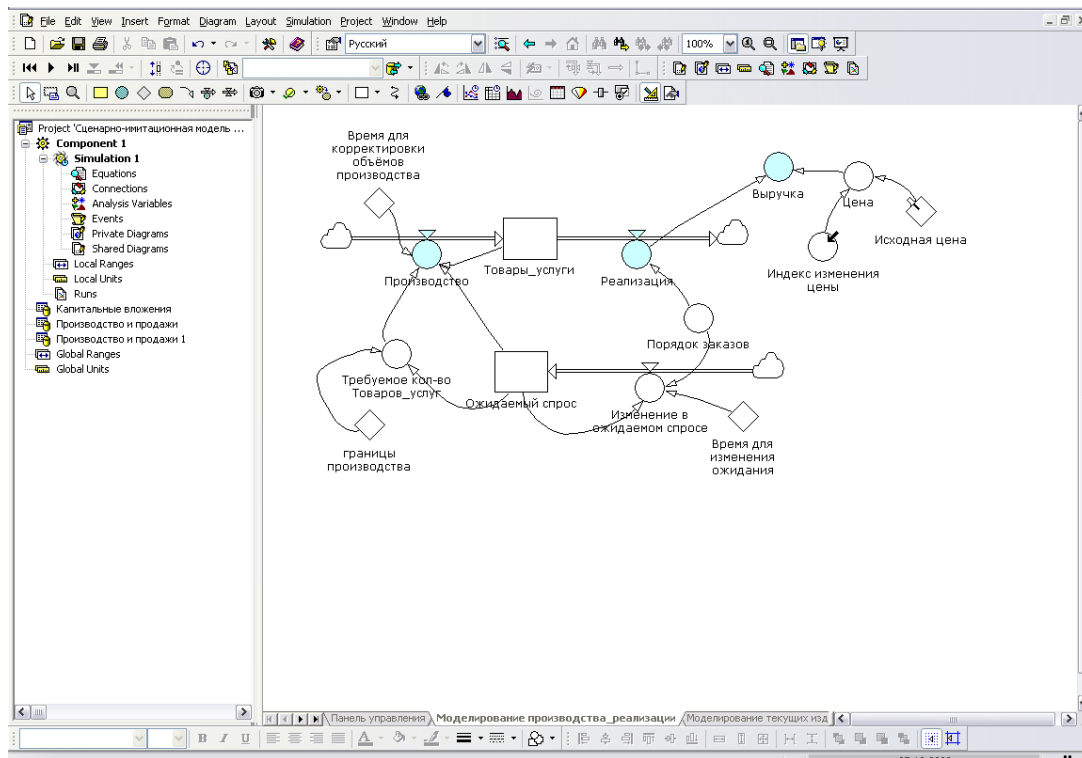 File Edit View Insert Format Diagram Layout Simulation Project Window Help
Русский
100%
Project 'Сценарно-имитационная модель ...
Component 1
Simulation 1
Equations
Connections
Analysis Variables
Events
Private Diagrams
Shared Diagrams
Local Ranges
Local Units
Runs
Капитальные вложения
Производство и продажи
Производство и продажи 1
Global Ranges
Global Units
Время для
корректировки
объёмов
производства
Выручка
Цена
Исходная цена
Индекс изменения
цены
Производство
Товары_услуги
Реализация
Порядок заказов
Требуемое кол-во
Товаров_услуг
Ожидаемый спрос
Изменение в
ожидаемом спросе
границы
производства
Время для
изменения
ожидания
Панель управления
Моделирование производства_реализации
Моделирование текущих изд
B I U